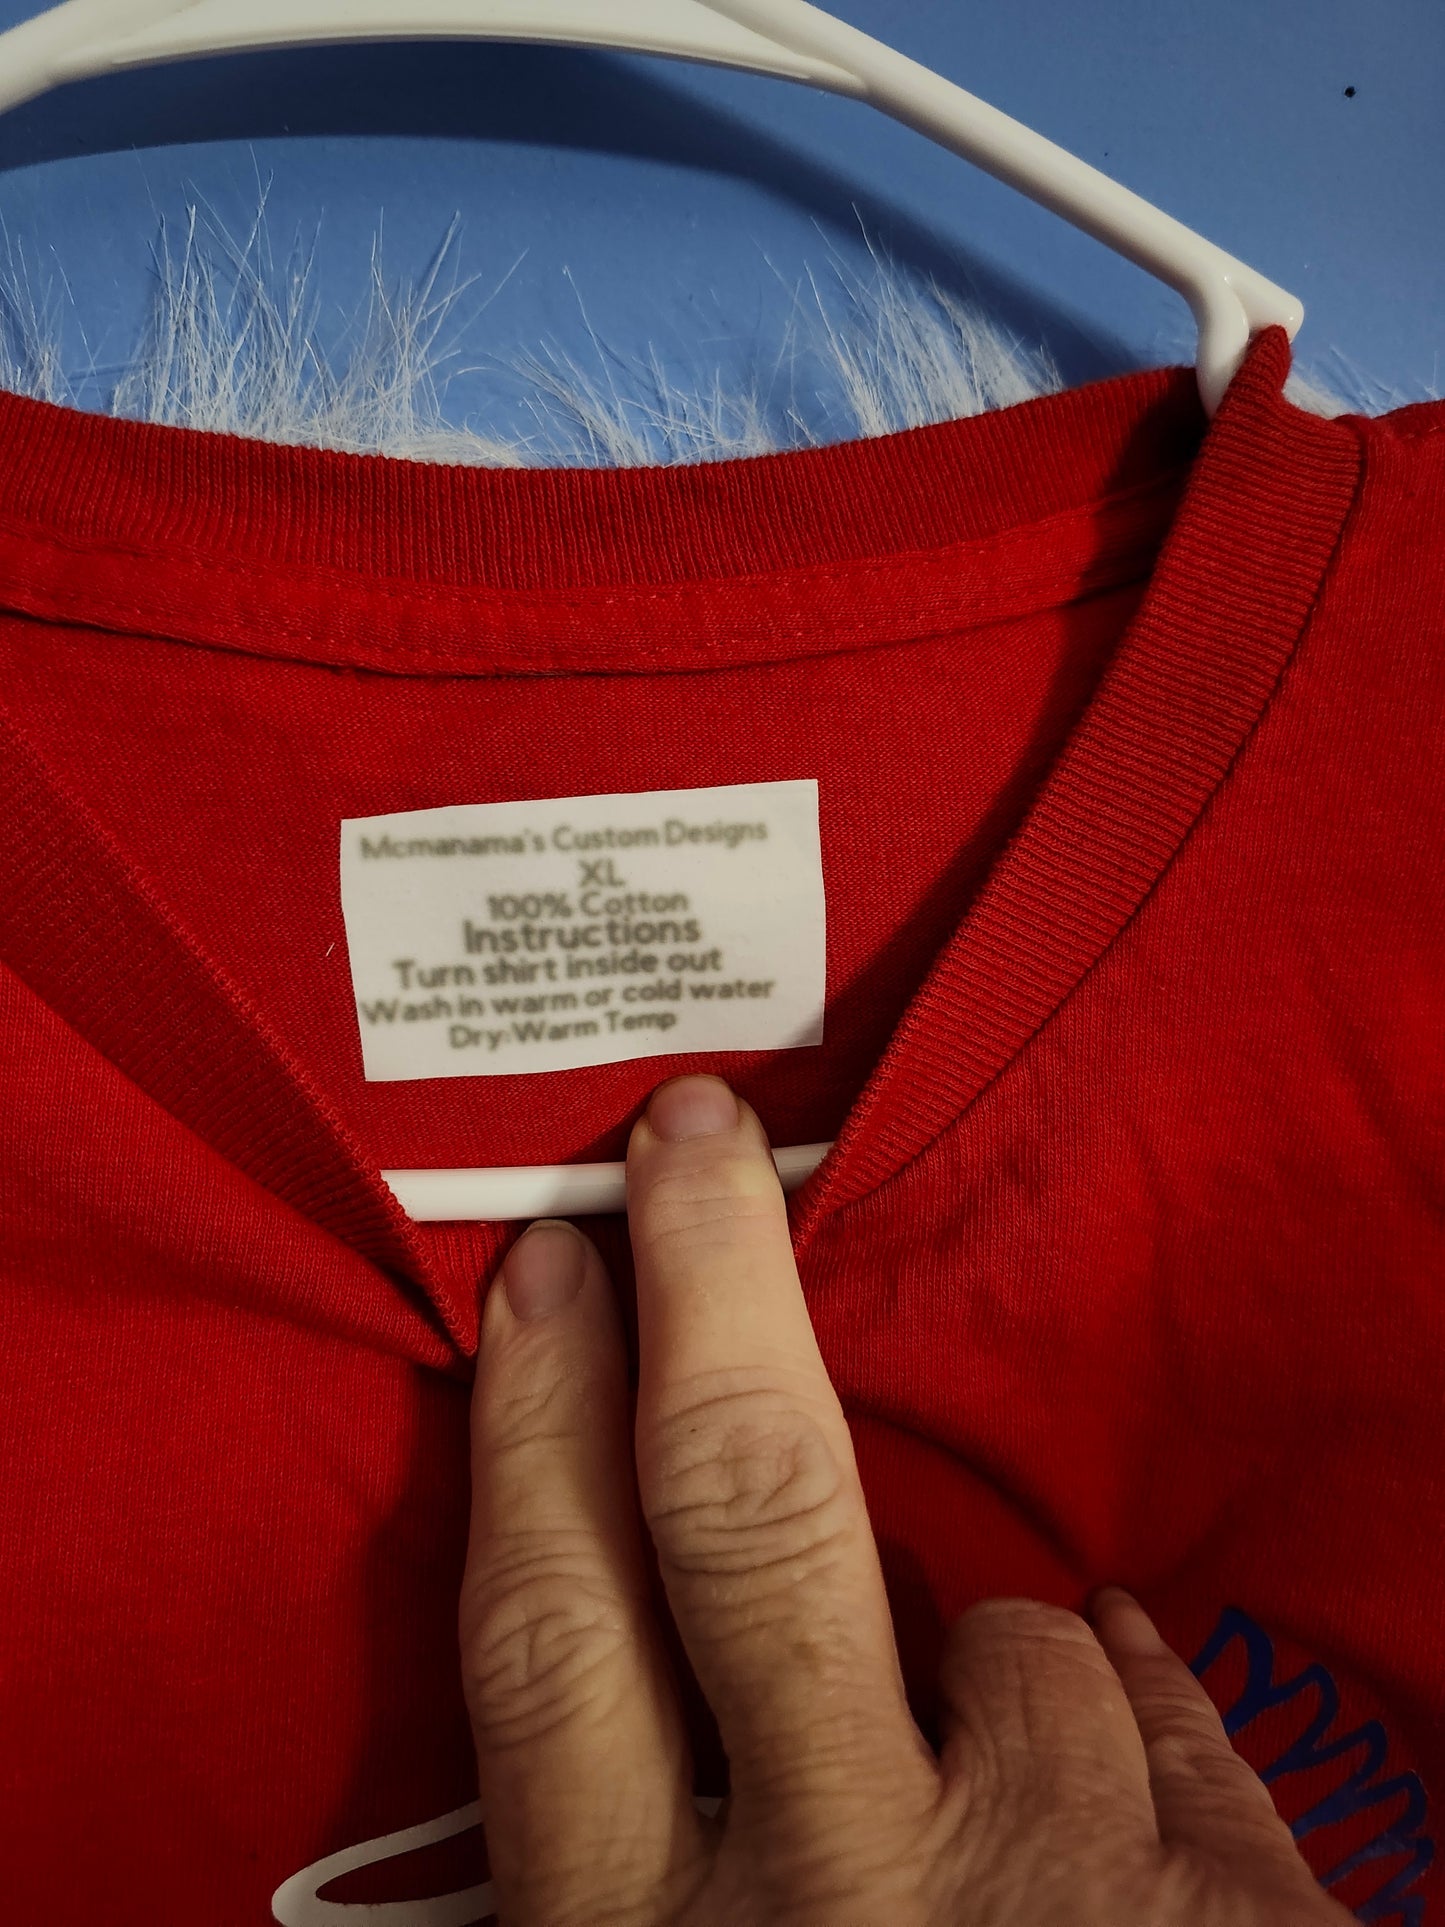 Mcmanama's Custom Designs
XL
100% Cotton
Instructions
Turn shirt inside out
Wash in warm or cold water
Dry:Warm Temp